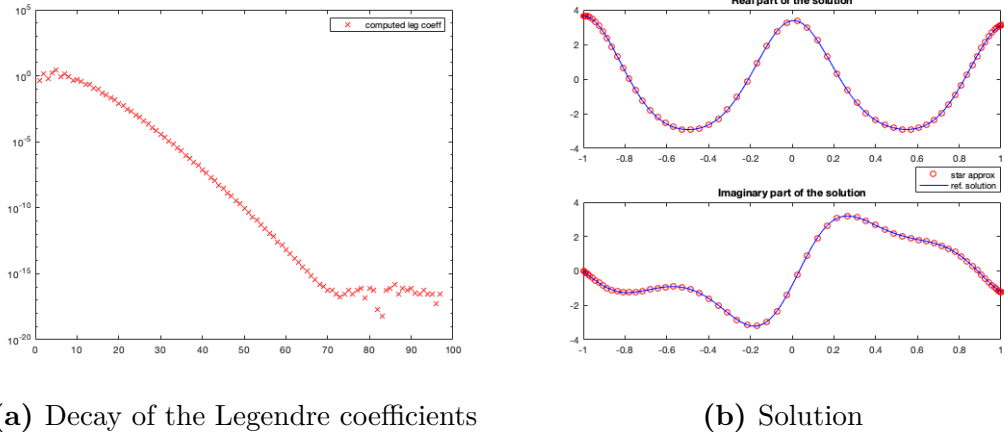 10^5
10^0
10^-5
10^-10
10^-15
10^-20
0 10 20 30 40 50 60 70 80 90 100
computed leg coeff
Real part of the solution
4
2
0
-2
-4
-1 -0.8 -0.6 -0.4 -0.2 0 0.2 0.4 0.6 0.8 1
star approx
ref. solution
Imaginary part of the solution
4
2
0
-2
-4
-1 -0.8 -0.6 -0.4 -0.2 0 0.2 0.4 0.6 0.8 1
(a) Decay of the Legendre coefficients
(b) Solution